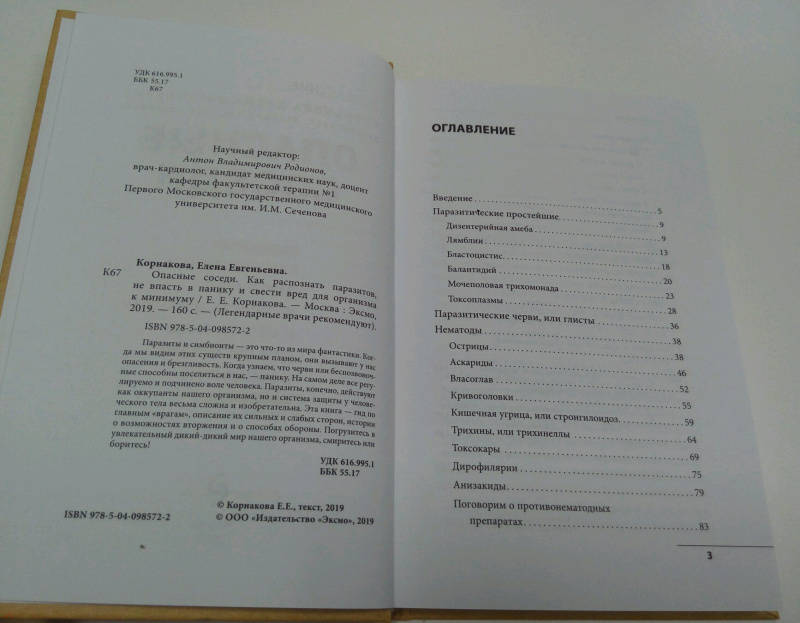 УДК 616.995.1
ББК 55.17
К67
Научный редактор:
Антон Владимирович Родионов,
врач-кардиолог, кандидат медицинских наук, доцент
кафедры факультетской терапии №1
Первого Московского государственного медицинского
университета им. И.М. Сеченова
Корнакова, Елена Евгеньевна.
К67 Опасные соседи. Как распознать паразитов,
не впасть в панику и свести вред для организма
к минимуму / Е. Е. Корнакова. — Москва : Эксмо,
2019. — 160 с. — (Легендарные врачи рекомендуют).
ISBN 978-5-04-098572-2
Паразиты и симбионты — это что-то из мира фантастики. Ког-
да мы видим этих существ крупным планом, они вызывают у нас
опасения и брезгливость. Когда узнаем, что черви или беспозвоноч-
ные способны поселяться в нас, — панику. На самом деле все регу-
лируемо и подчинено воле человека. Паразиты, конечно, действуют
как оккупанты нашего организма, но и система защиты у челове-
ческого тела весьма сложна и изобретательна. Эта книга — гид по
главным «врагам», описание их сильных и слабых сторон, истории
о возможностях вторжения и о способах обороны. Погрузитесь в
увлекательный дикий-дикий мир нашего организма, смиритесь или
боритесь!
УДК 616.995.1
ББК 55.17
© Корнакова Е.Е., текст, 2019
ISBN 978-5-04-098572-2 © ООО «Издательство «Эксмо», 2019
ОГЛАВЛЕНИЕ
Введение 5
Паразитические простейшие 9
Дизентерийная амеба 9
Лямблии 13
Бластоцистис 18
Балантидий 20
Мочеполовая трихомонада 23
Токсоплазмы 28
Паразитические черви, или глисты 36
Нематоды 38
Острицы 38
Аскариды 46
Власоглав 52
Кривоголовки 55
Кишечная угрица, или стронгилоидоз 59
Трихины, или трихинеллы 64
Токсокары 69
Дирофилярии 75
Анизакиды 79
Поговорим о противонематодных
препаратах 83
3